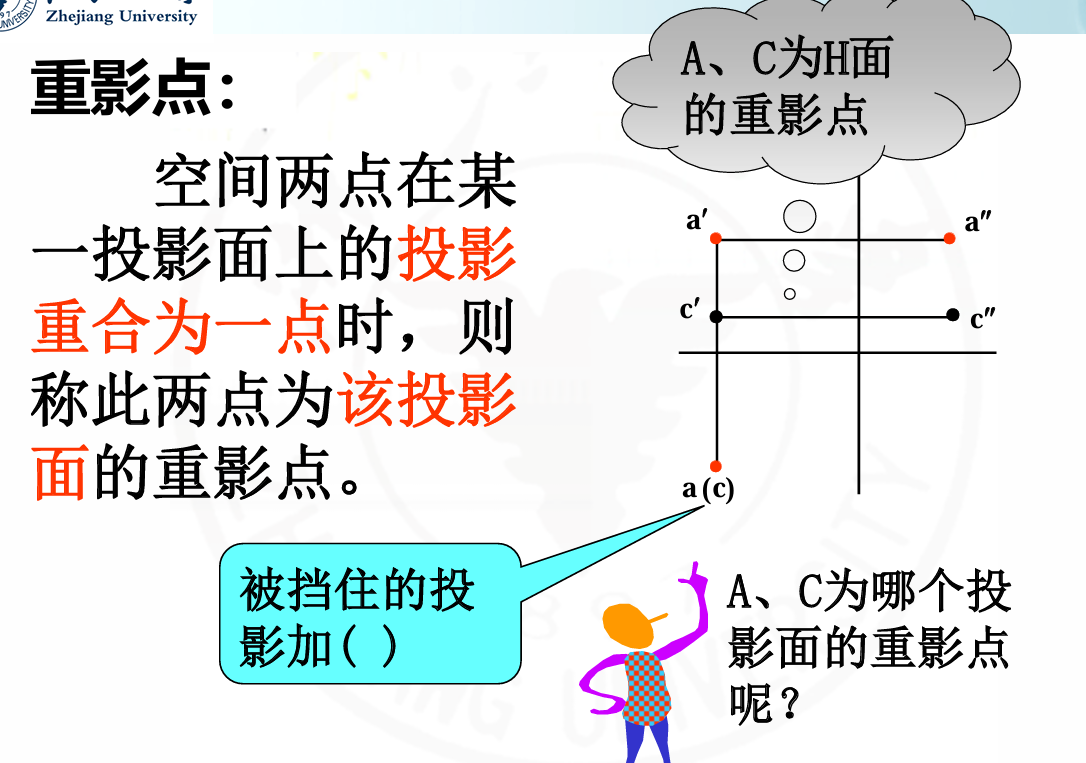 Zhejiang University
重影点：
空间两点在某
一投影面上的投影
重合为一点时，则
称此两点为该投影
面的重影点。
A、C为H面
的重影点
a′
a″
c′
c″
a (c)
被挡住的投
影加( )
A、C为哪个投
影面的重影点
呢？